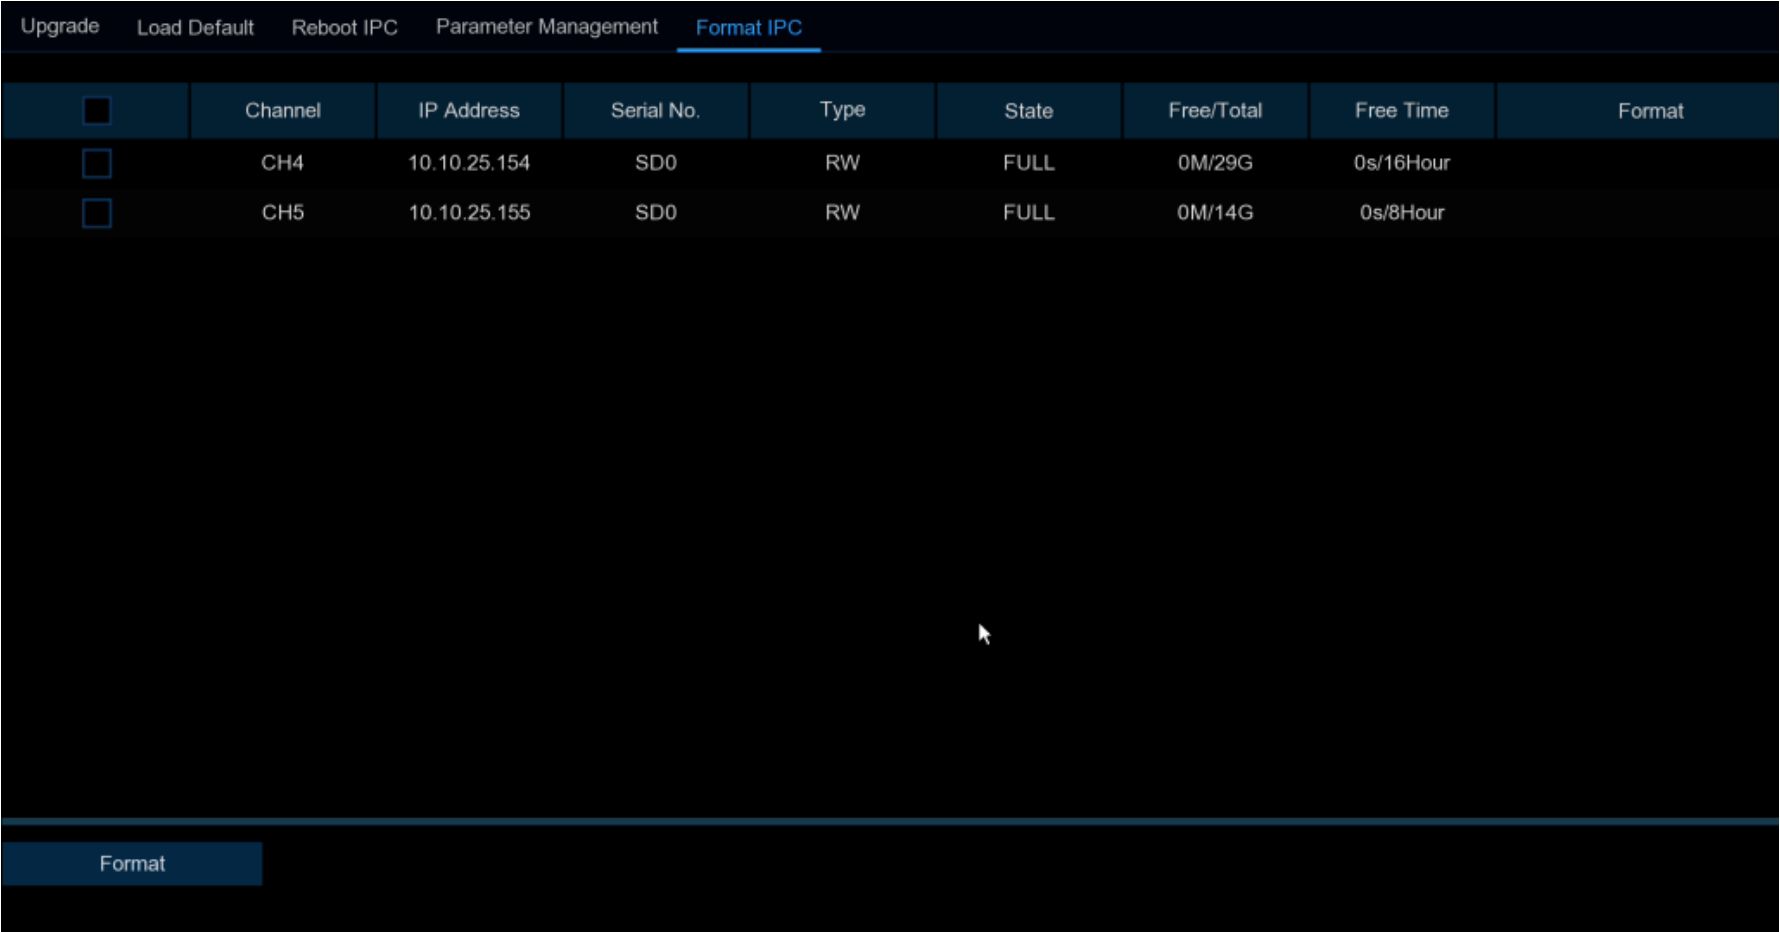 Upgrade Load Default Reboot IPC Parameter Management Format IPC
Channel IP Address Serial No. Type State Free/Total Free Time Format
CH4 10.10.25.154 SD0 RW FULL 0M/29G 0s/16Hour
CH5 10.10.25.155 SD0 RW FULL 0M/14G 0s/8Hour
Format